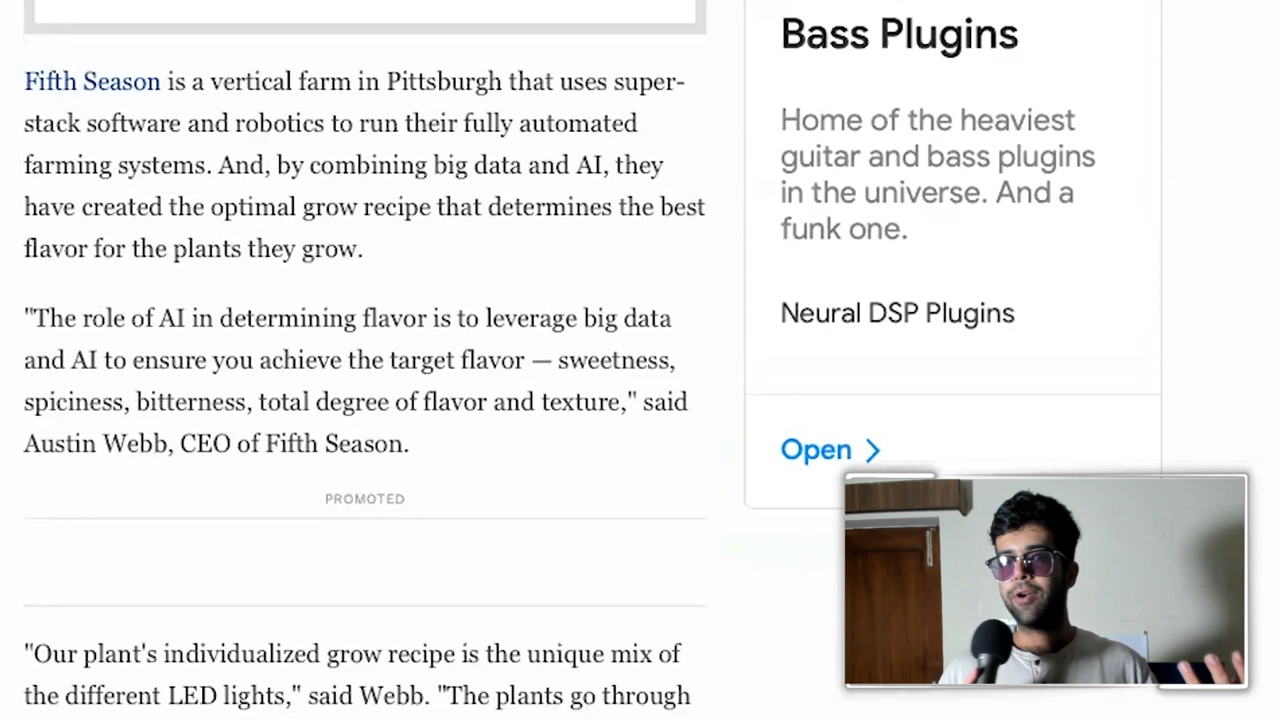 Fifth Season is a vertical farm in Pittsburgh that uses super-
stack software and robotics to run their fully automated
farming systems. And, by combining big data and AI, they
have created the optimal grow recipe that determines the best
flavor for the plants they grow.
"The role of AI in determining flavor is to leverage big data
and AI to ensure you achieve the target flavor — sweetness,
spiciness, bitterness, total degree of flavor and texture," said
Austin Webb, CEO of Fifth Season.
PROMOTED
"Our plant's individualized grow recipe is the unique mix of
the different LED lights," said Webb. "The plants go through
Bass Plugins
Home of the heaviest
guitar and bass plugins
in the universe. And a
funk one.
Neural DSP Plugins
Open